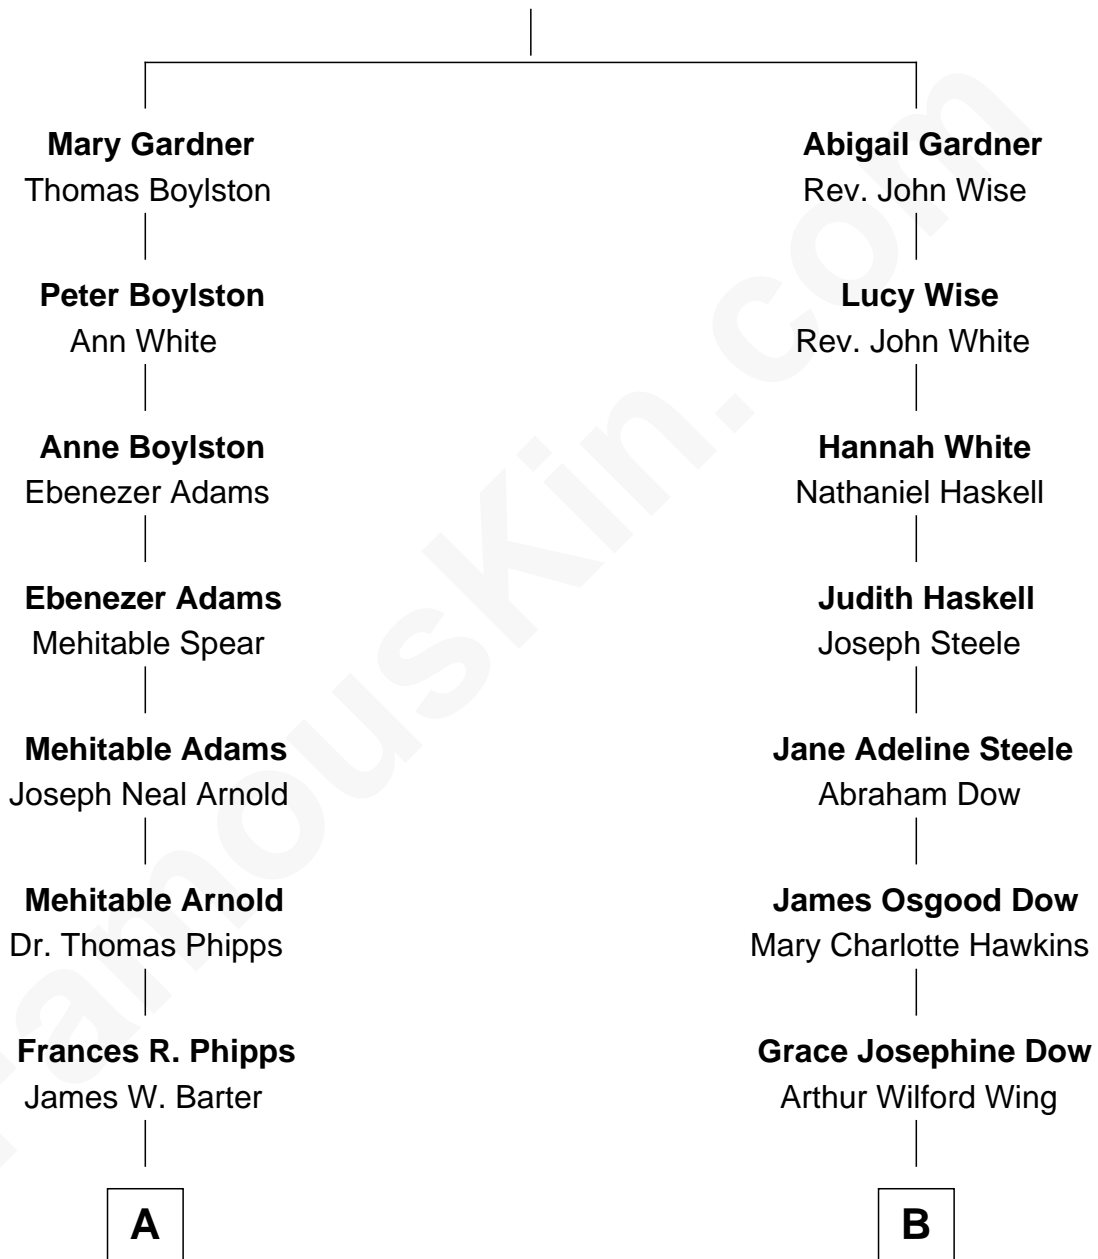 Mary Gardner
Thomas Boylston
Peter Boylston
Ann White
Anne Boylston
Ebenezer Adams
Ebenezer Adams
Mehitable Spear
Mehitable Adams
Joseph Neal Arnold
Mehitable Arnold
Dr. Thomas Phipps
Frances R. Phipps
James W. Barter
A
Abigail Gardner
Rev. John Wise
Lucy Wise
Rev. John White
Hannah White
Nathaniel Haskell
Judith Haskell
Joseph Steele
Jane Adeline Steele
Abraham Dow
James Osgood Dow
Mary Charlotte Hawkins
Grace Josephine Dow
Arthur Wilford Wing
B
FamousKin.com